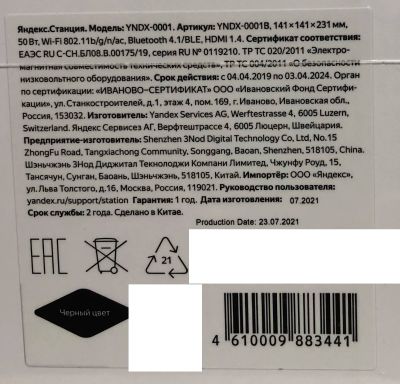 Яндекс.Станция. Модель: YNDX-0001. Артикулы: YNDX-0001B, 141×141×231 мм,
50 Вт, Wi-Fi 802.11b/g/n/ac, Bluetooth 4.1/BLE, HDMI 1.4. Сертификат соответствия:
ЕАЭС RU С-CH.БЛ08.В.00175/19, серия RU № 0119210. ТР ТС 020/2011 «Электро-
магнитная совместимость технических средств», ТР ТС 004/2011 «О безопасности
низковольтного оборудования». Срок действия: с 04.04.2019 по 03.04.2024. Орган
по сертификации: «ИВАНОВО-СЕРТИФИКАТ» ООО «Ивановский Фонд Сертифи-
кации», ул.Станкостроителей, д.1, этаж 4, пом. 169, г. Иваново, Ивановская обл.,
Россия, 153032. Изготовитель: Yandex Services AG, Werftestrasse 4, 6005 Luzern,
Switzerland. Яндекс Сервисез АГ, Верфтештрассе 4, 6005 Люцерн, Швейцария.
Предприятие-изготовитель: Shenzhen 3Nod Digital Technology Co., Ltd, No.15
ZhongFu Road, Tangxiachong Community, Songgang, Baoan, Shenzhen, 518105, China.
Шэньчжэнь 3Нод Диджитал Текнолоджи Компани Лимитед, Чжунфу Роуд, 15,
Тансячун, Сунган, Баоань, Шэньчжэнь, 518105, Китай. Импортёр: ООО «Яндекс»,
ул.Льва Толстого, д.16, Москва, Россия, 119021. Руководство пользователя:
yandex.ru/support/station Гарантия: 1 год. Дата изготовления: 07.2021
Срок службы: 2 года. Сделано в Китае.
Production Date: 23.07.2021
EAC
21
Черный цвет
4 610009 883441